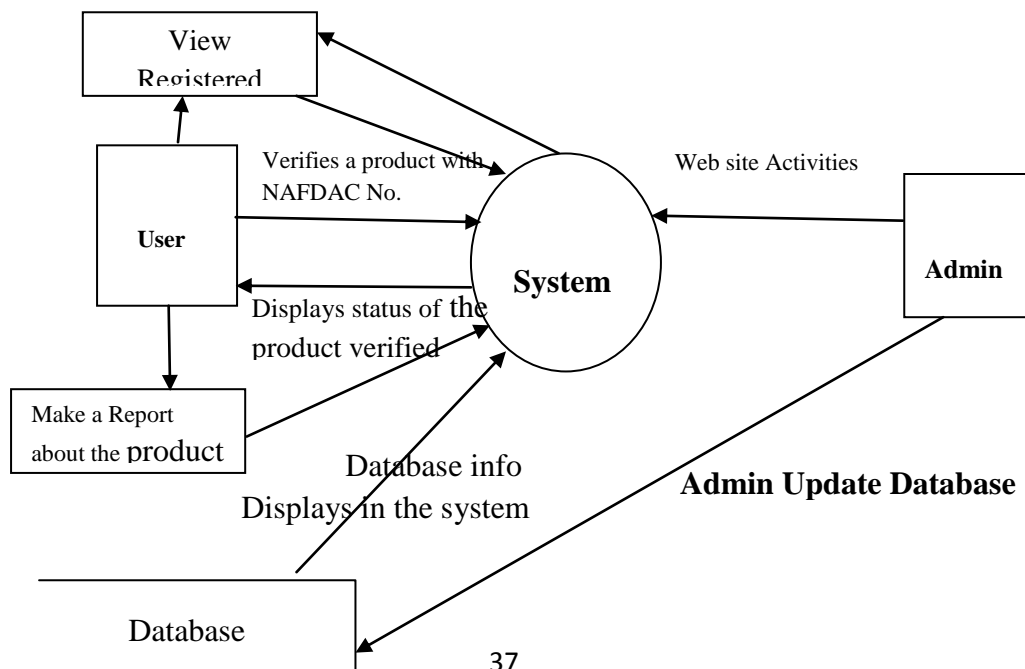 View
Registered
Verifies a product with
NAFDAC No.
Web site Activities
User
System
Admin
Displays status of the
product verified
Make a Report
about the product
Database info
Displays in the system
Admin Update Database
Database
37